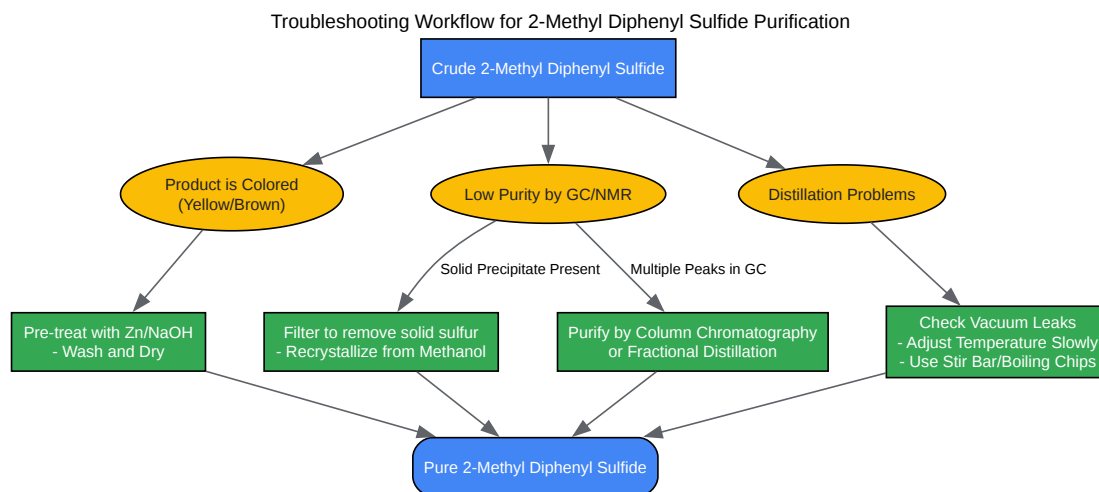 Troubleshooting Workflow for 2-Methyl Diphenyl Sulfide Purification
Crude 2-Methyl Diphenyl Sulfide
Product is Colored
(Yellow/Brown)
Low Purity by GC/NMR
Distillation Problems
Solid Precipitate Present
Multiple Peaks in GC
Pre-treat with Zn/NaOH
- Wash and Dry
Filter to remove solid sulfur
- Recrystallize from Methanol
Purify by Column Chromatography
or Fractional Distillation
Check Vacuum Leaks
- Adjust Temperature Slowly
- Use Stir Bar/Boiling Chips
Pure 2-Methyl Diphenyl Sulfide